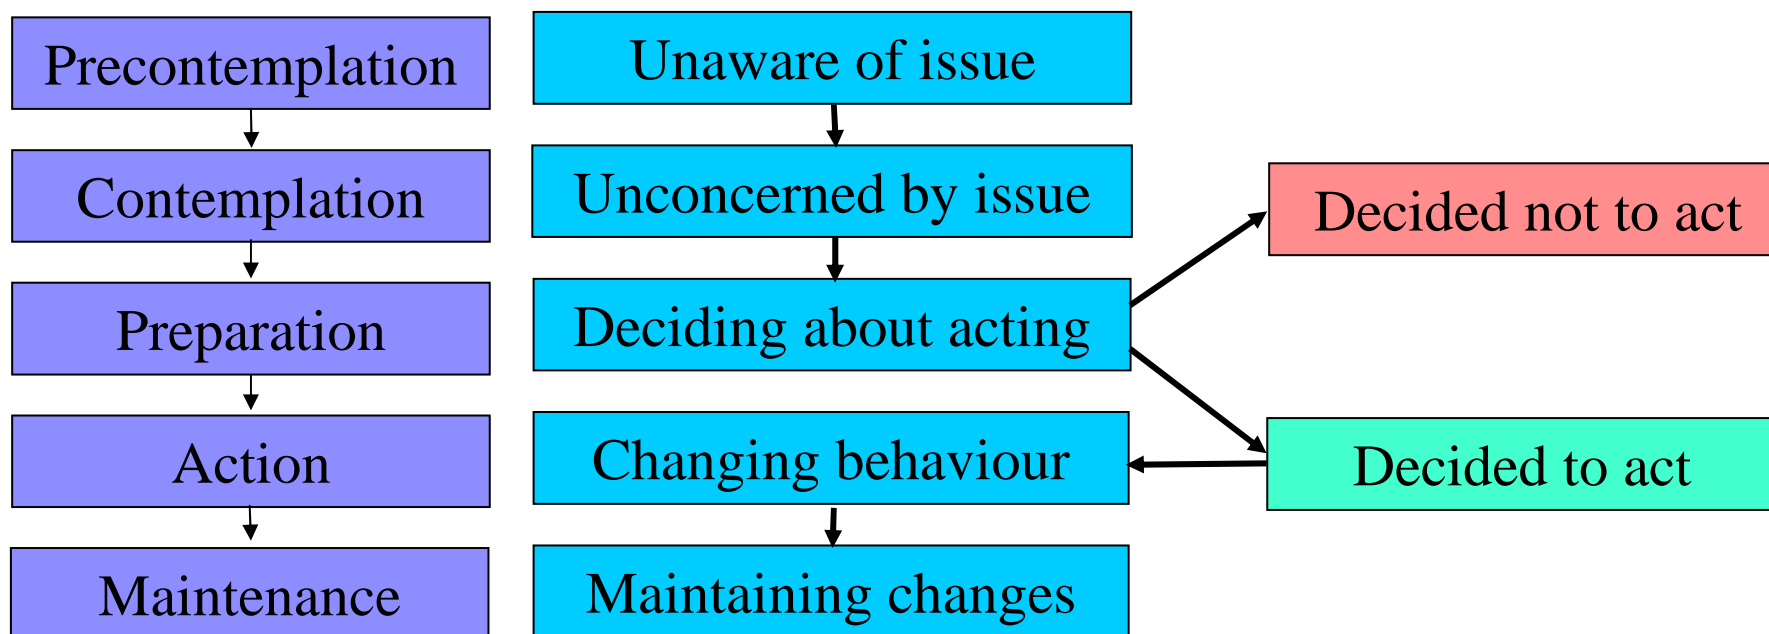 Precontemplation
Contemplation
Preparation
Action
Maintenance
Unaware of issue
Unconcerned by issue
Deciding about acting
Changing behaviour
Maintaining changes
Decided not to act
Decided to act